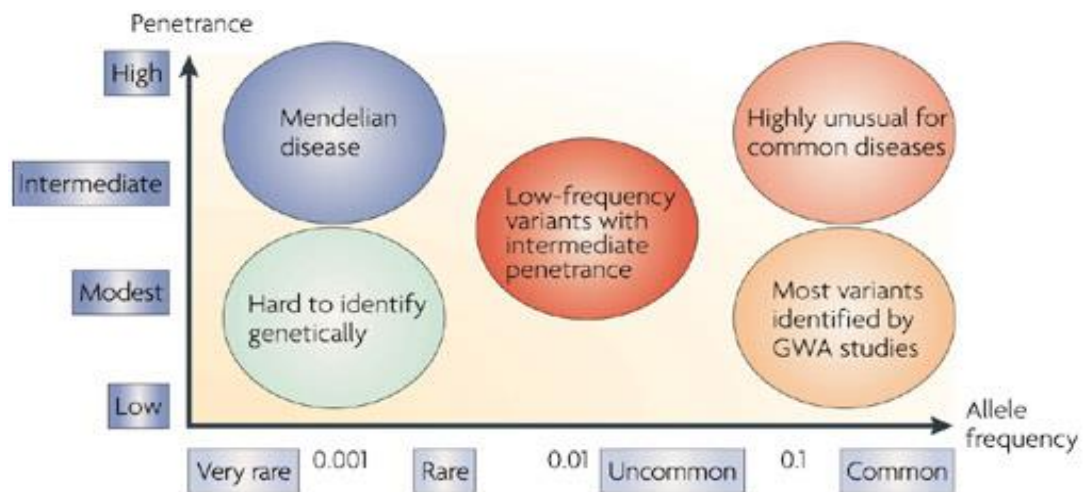 Penetrance
High
Mendelian
disease
Highly unusual for
common diseases
Intermediate
Low-frequency
variants with
intermediate
penetrance
Modest
Hard to identify
genetically
Most variants
identified by
GWA studies
Low
Allele
frequency
Very rare 0.001 Rare 0.01 Uncommon 0.1 Common